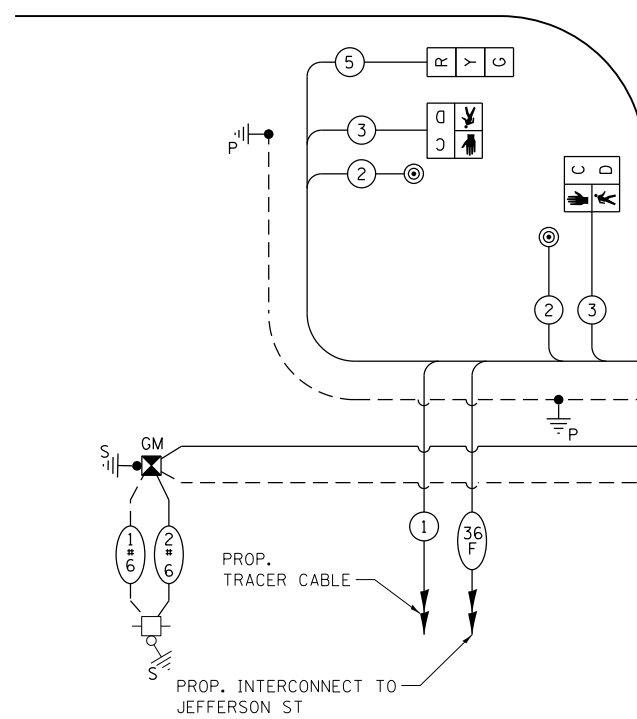 5
R Y G
3
D
C
P
2
C D
2
3
P
GM
S
1
36
F
1
#
6
2
#
6
PROP.
TRACER CABLE
S
PROP. INTERCONNECT TO
JEFFERSON ST